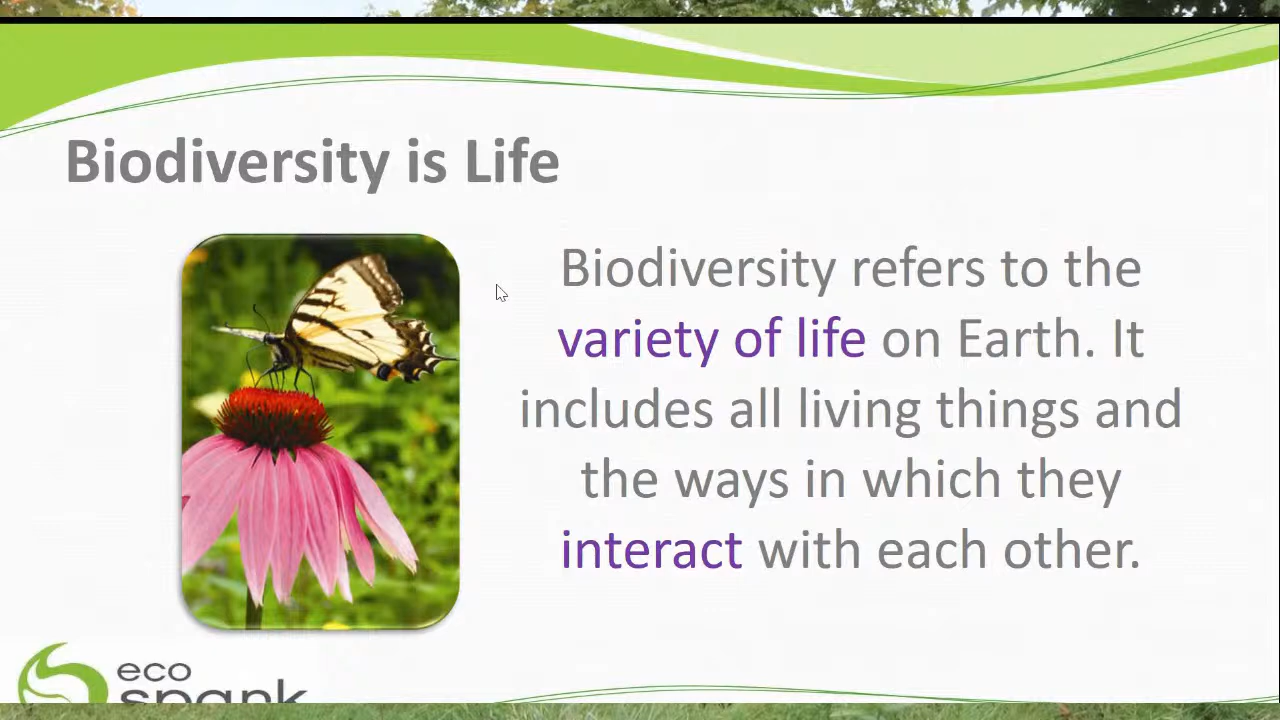 Biodiversity is Life
Biodiversity refers to the
variety of life on Earth. It
includes all living things and
the ways in which they
interact with each other.
eco